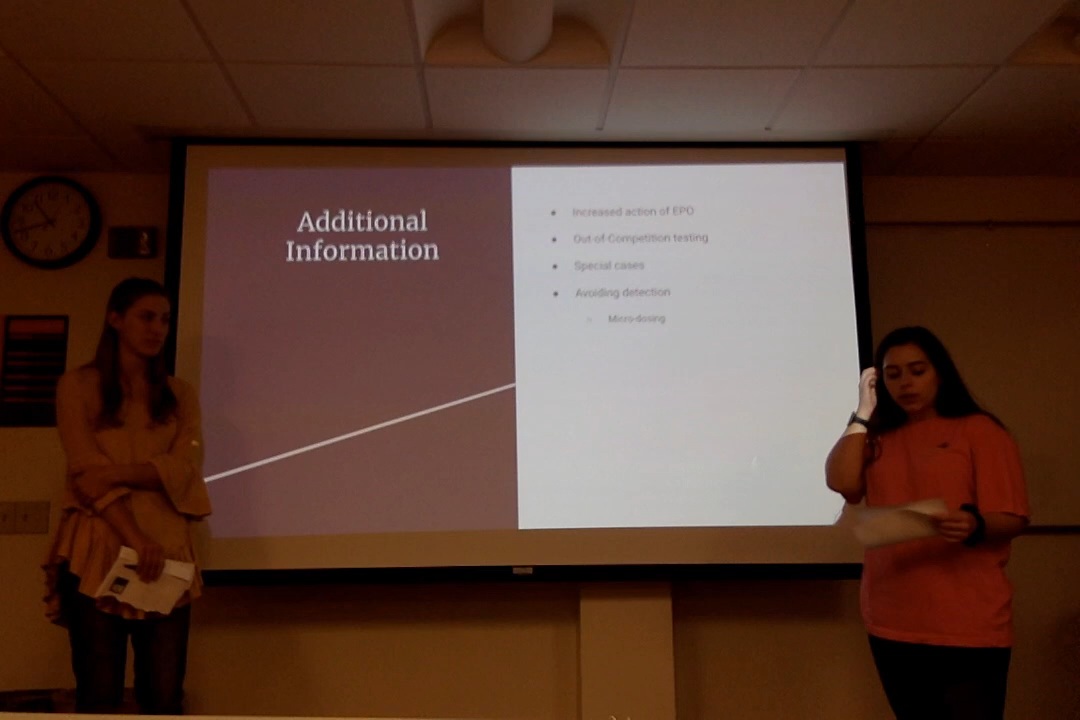 Additional
Information
Increased action of EPO
Out-of-Competition testing
Special cases
Avoiding detection
Micro-dosing